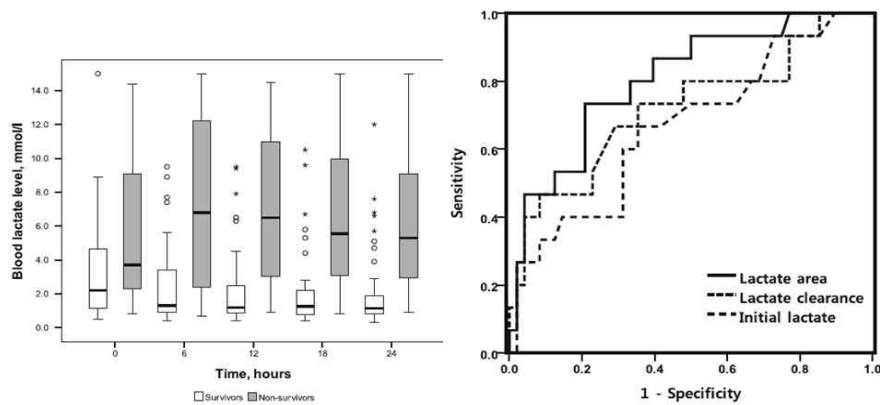 Blood lactate level, mmol/l
14.0
12.0
10.0
8.0
6.0
4.0
2.0
0.0
0 6 12 18 24
Time, hours
Survivors Non-survivors
Sensitivity
1.0
0.8
0.6
0.4
0.2
0.0
Lactate area
Lactate clearance
Initial lactate
0.0 0.2 0.4 0.6 0.8 1.0
1 - Specificity